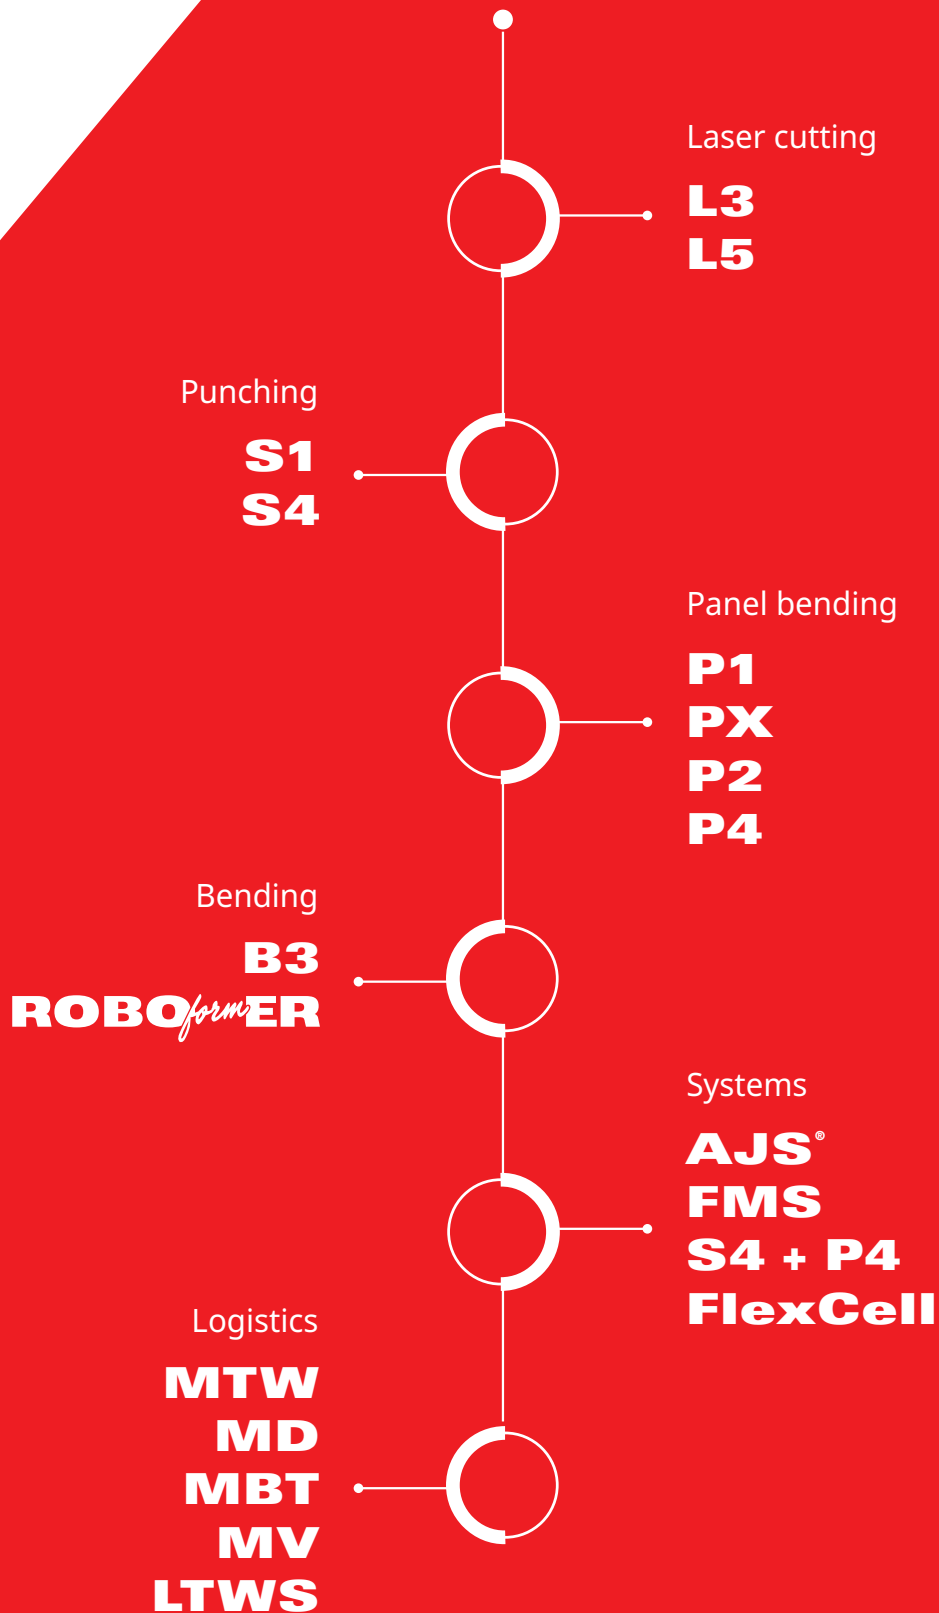 Laser cutting
L3
L5
Punching
S1
S4
Panel bending
P1
PX
P2
P4
Bending
B3
ROBOformER
Systems
AJS®
FMS
S4 + P4
FlexCell
Logistics
MTW
MD
MBT
MV
LTWS